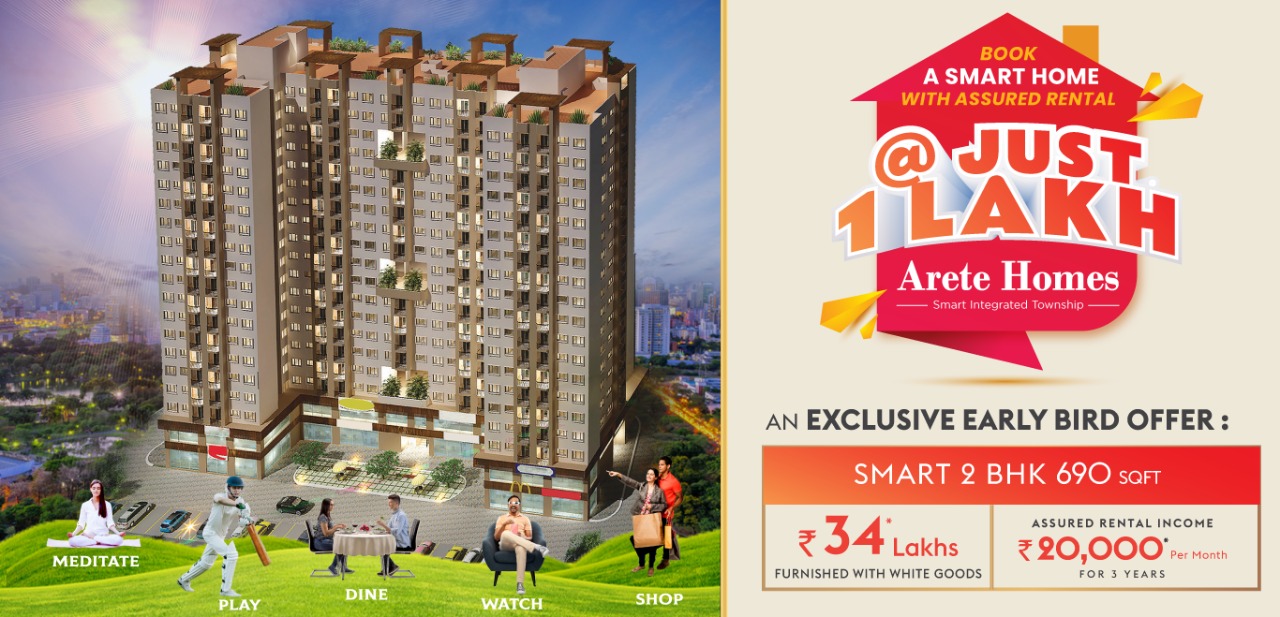 MEDITATE
PLAY
DINE
WATCH
SHOP
BOOK
A SMART HOME
WITH ASSURED RENTAL
@ JUST
1 LAKH
Arete Homes
Smart Integrated Township
AN EXCLUSIVE EARLY BIRD OFFER :
SMART 2 BHK 690 SQFT
₹ 34* Lakhs
FURNISHED WITH WHITE GOODS
ASSURED RENTAL INCOME
₹ 20,000* Per Month
FOR 3 YEARS